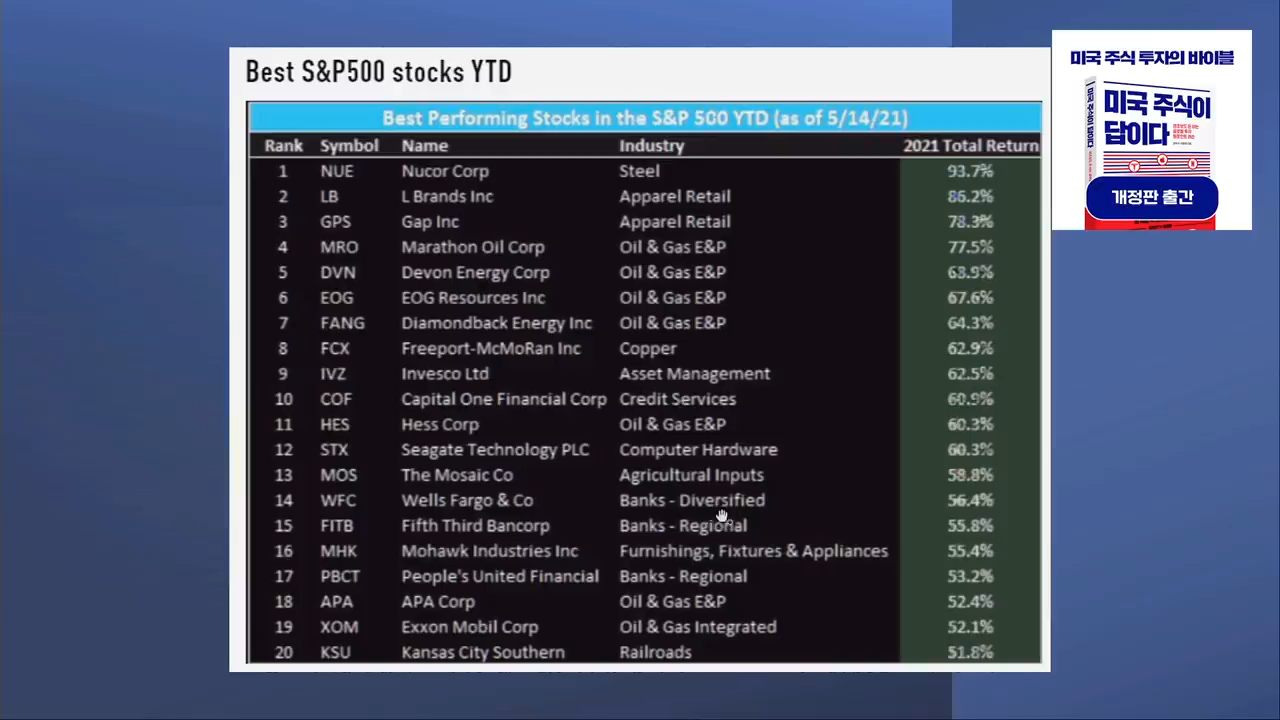 Best S&P500 stocks YTD
Best Performing Stocks in the S&P 500 YTD (as of 5/14/21)
Rank Symbol Name Industry 2021 Total Return
1 NUE Nucor Corp Steel 93.7%
2 LB L Brands Inc Apparel Retail 86.2%
3 GPS Gap Inc Apparel Retail 78.3%
4 MRO Marathon Oil Corp Oil & Gas E&P 77.5%
5 DVN Devon Energy Corp Oil & Gas E&P
6 EOG EOG Resources Inc Oil & Gas E&P 67.6%
7 FANG Diamondback Energy Inc Oil & Gas E&P 64.3%
8 FCX Freeport-McMoRan Inc Copper 62.9%
9 IVZ Invesco Ltd Asset Management 62.5%
10 COF Capital One Financial Corp Credit Services 60.9%
11 HES Hess Corp Oil & Gas E&P 60.3%
12 STX Seagate Technology PLC Computer Hardware 60.3%
13 MOS The Mosaic Co Agricultural Inputs 58.8%
14 WFC Wells Fargo & Co Banks - Diversified 56.4%
15 FITB Fifth Third Bancorp Banks - Regional 55.8%
16 MHK Mohawk Industries Inc Furnishings, Fixtures & Appliances 55.4%
17 PBCT People's United Financial Banks - Regional 53.2%
18 APA APA Corp Oil & Gas E&P 52.4%
19 XOM Exxon Mobil Corp Oil & Gas Integrated 52.1%
20 KSU Kansas City Southern Railroads 51.8%
미국 주식 투자의 바이블
미국 주식이
답이다
개정판 출간